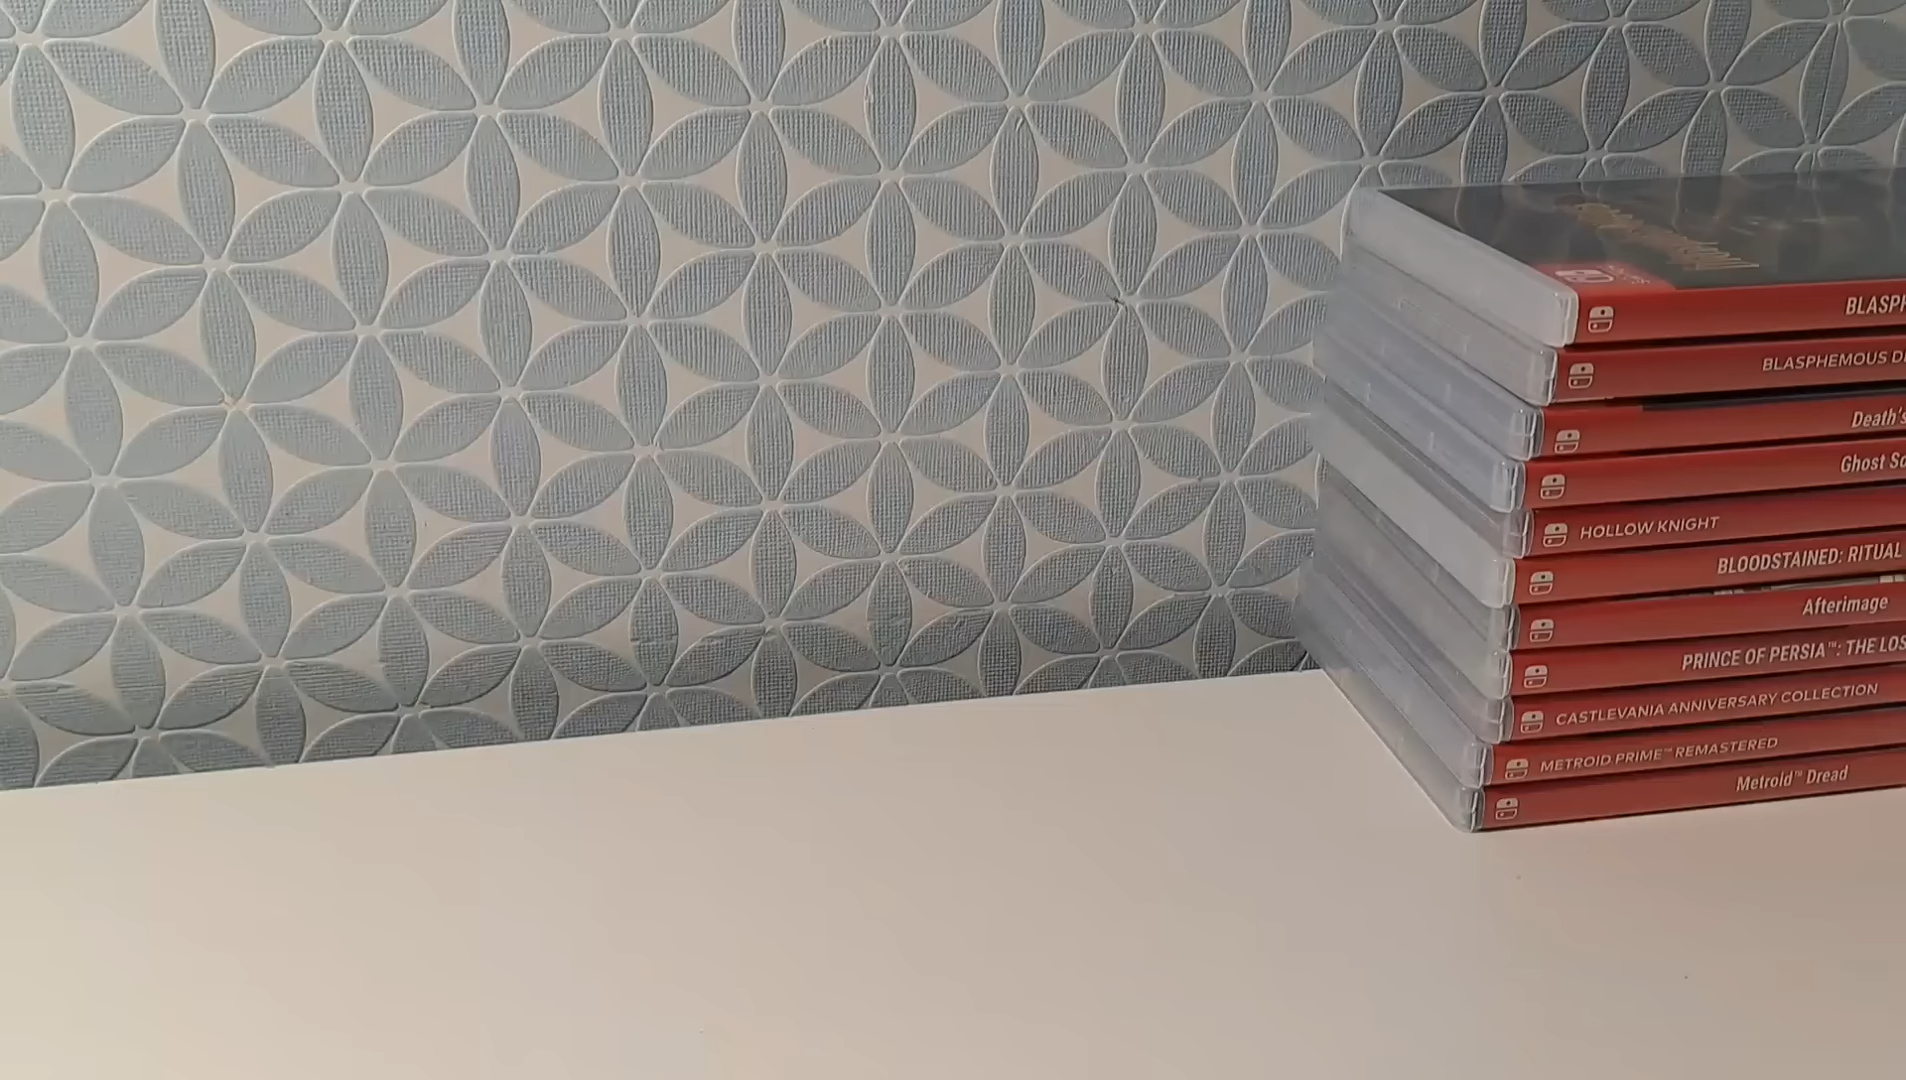 BLASPH
BLASPHEMOUS D
Death's
Ghost So
HOLLOW KNIGHT
BLOODSTAINED: RITUAL
Afterimage
PRINCE OF PERSIA™: THE LOS
CASTLEVANIA ANNIVERSARY COLLECTION
METROID PRIME™ REMASTERED
Metroid™ Dread